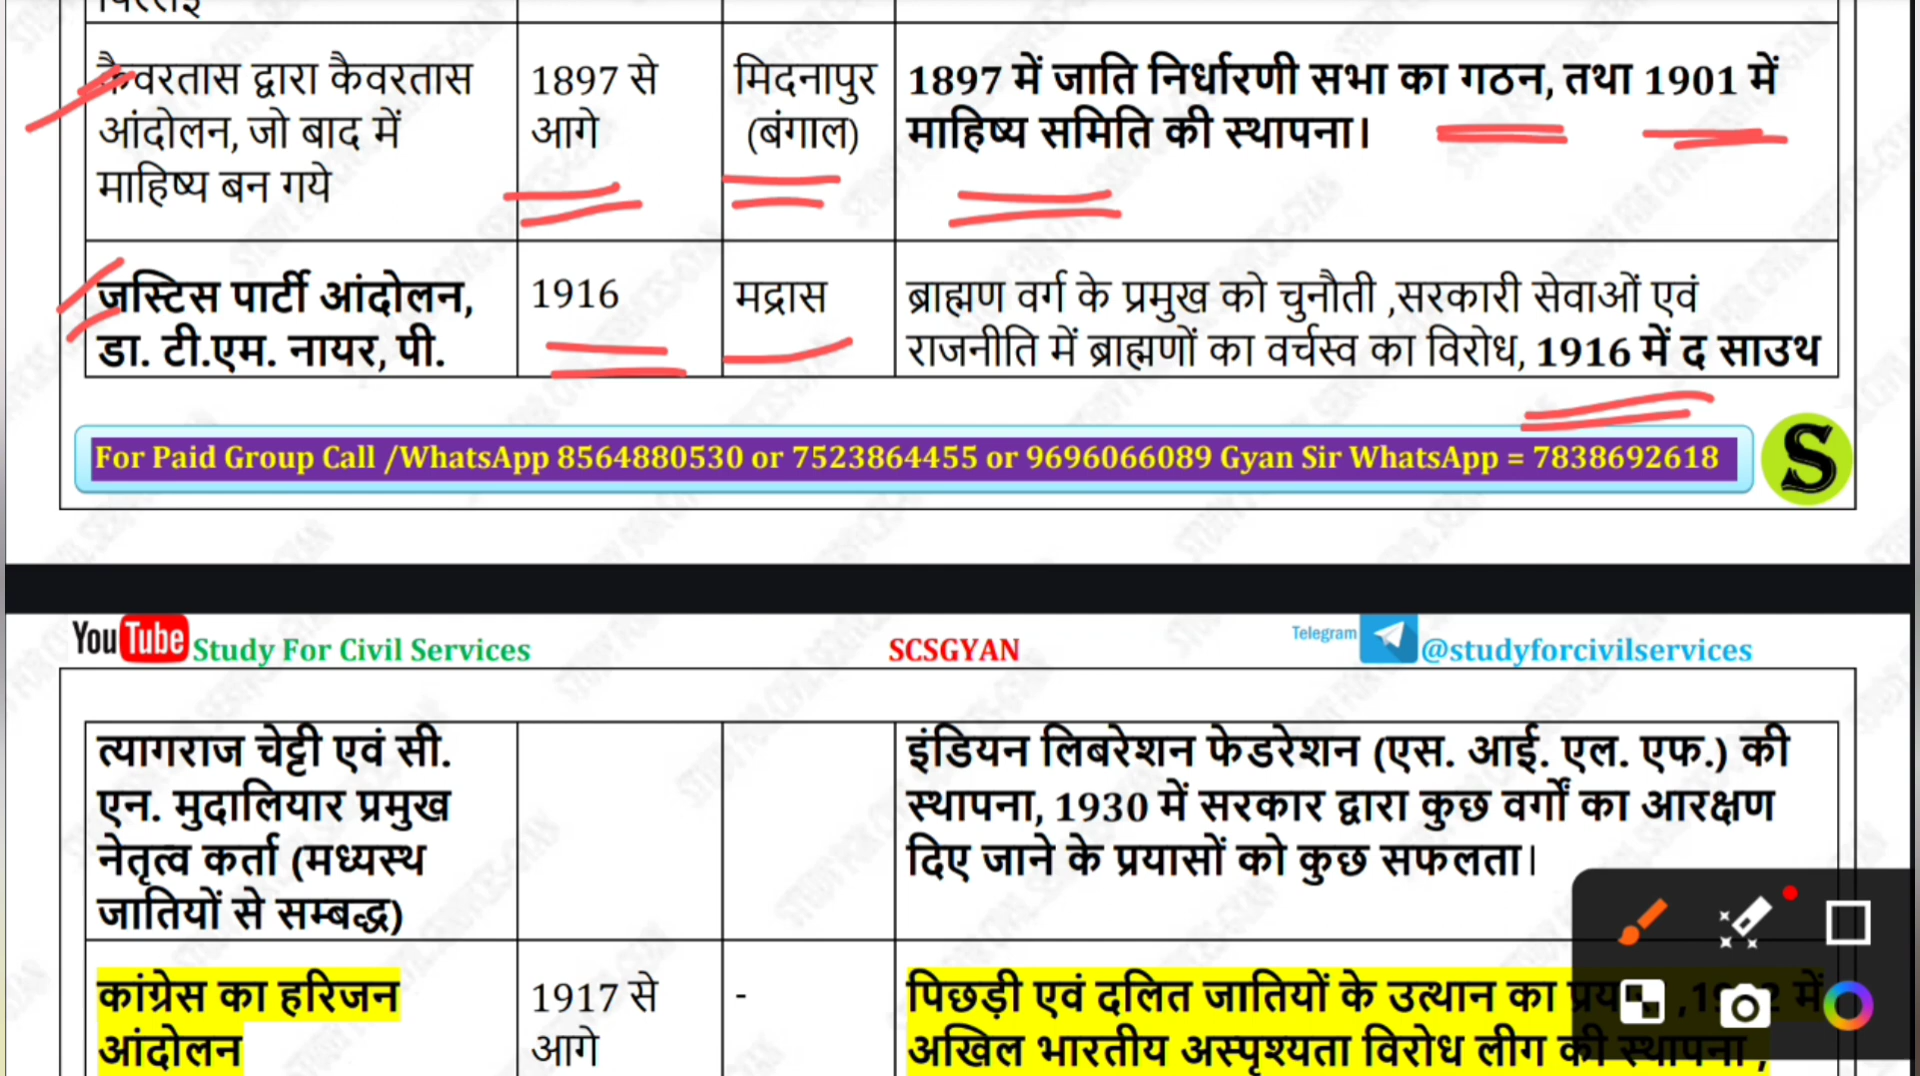 कैवरतास द्वारा कैवरतास
आंदोलन, जो बाद में
माहिष्य बन गये
1897 से
आगे
मिदनापुर
(बंगाल)
1897 में जाति निर्धारणी सभा का गठन, तथा 1901 में
माहिष्य समिति की स्थापना।
जस्टिस पार्टी आंदोलन,
डा. टी.एम. नायर, पी.
1916
मद्रास
ब्राह्मण वर्ग के प्रमुख को चुनौती ,सरकारी सेवाओं एवं
राजनीति में ब्राह्मणों का वर्चस्व का विरोध, 1916 में द साउथ
For Paid Group Call /WhatsApp 8564880530 or 7523864455 or 9696066089 Gyan Sir WhatsApp = 7838692618
S
YouTube Study For Civil Services
SCSGYAN
Telegram @studyforcivilservices
त्यागराज चेट्टी एवं सी.
एन. मुदालियार प्रमुख
नेतृत्व कर्ता (मध्यस्थ
जातियों से सम्बद्ध)
इंडियन लिबरेशन फेडरेशन (एस. आई. एल. एफ.) की
स्थापना, 1930 में सरकार द्वारा कुछ वर्गों का आरक्षण
दिए जाने के प्रयासों को कुछ सफलता।
कांग्रेस का हरिजन
आंदोलन
1917 से
आगे
-
पिछड़ी एवं दलित जातियों के उत्थान का में
अखिल भारतीय अस्पृश्यता विरोध लीग की स्थापना ,